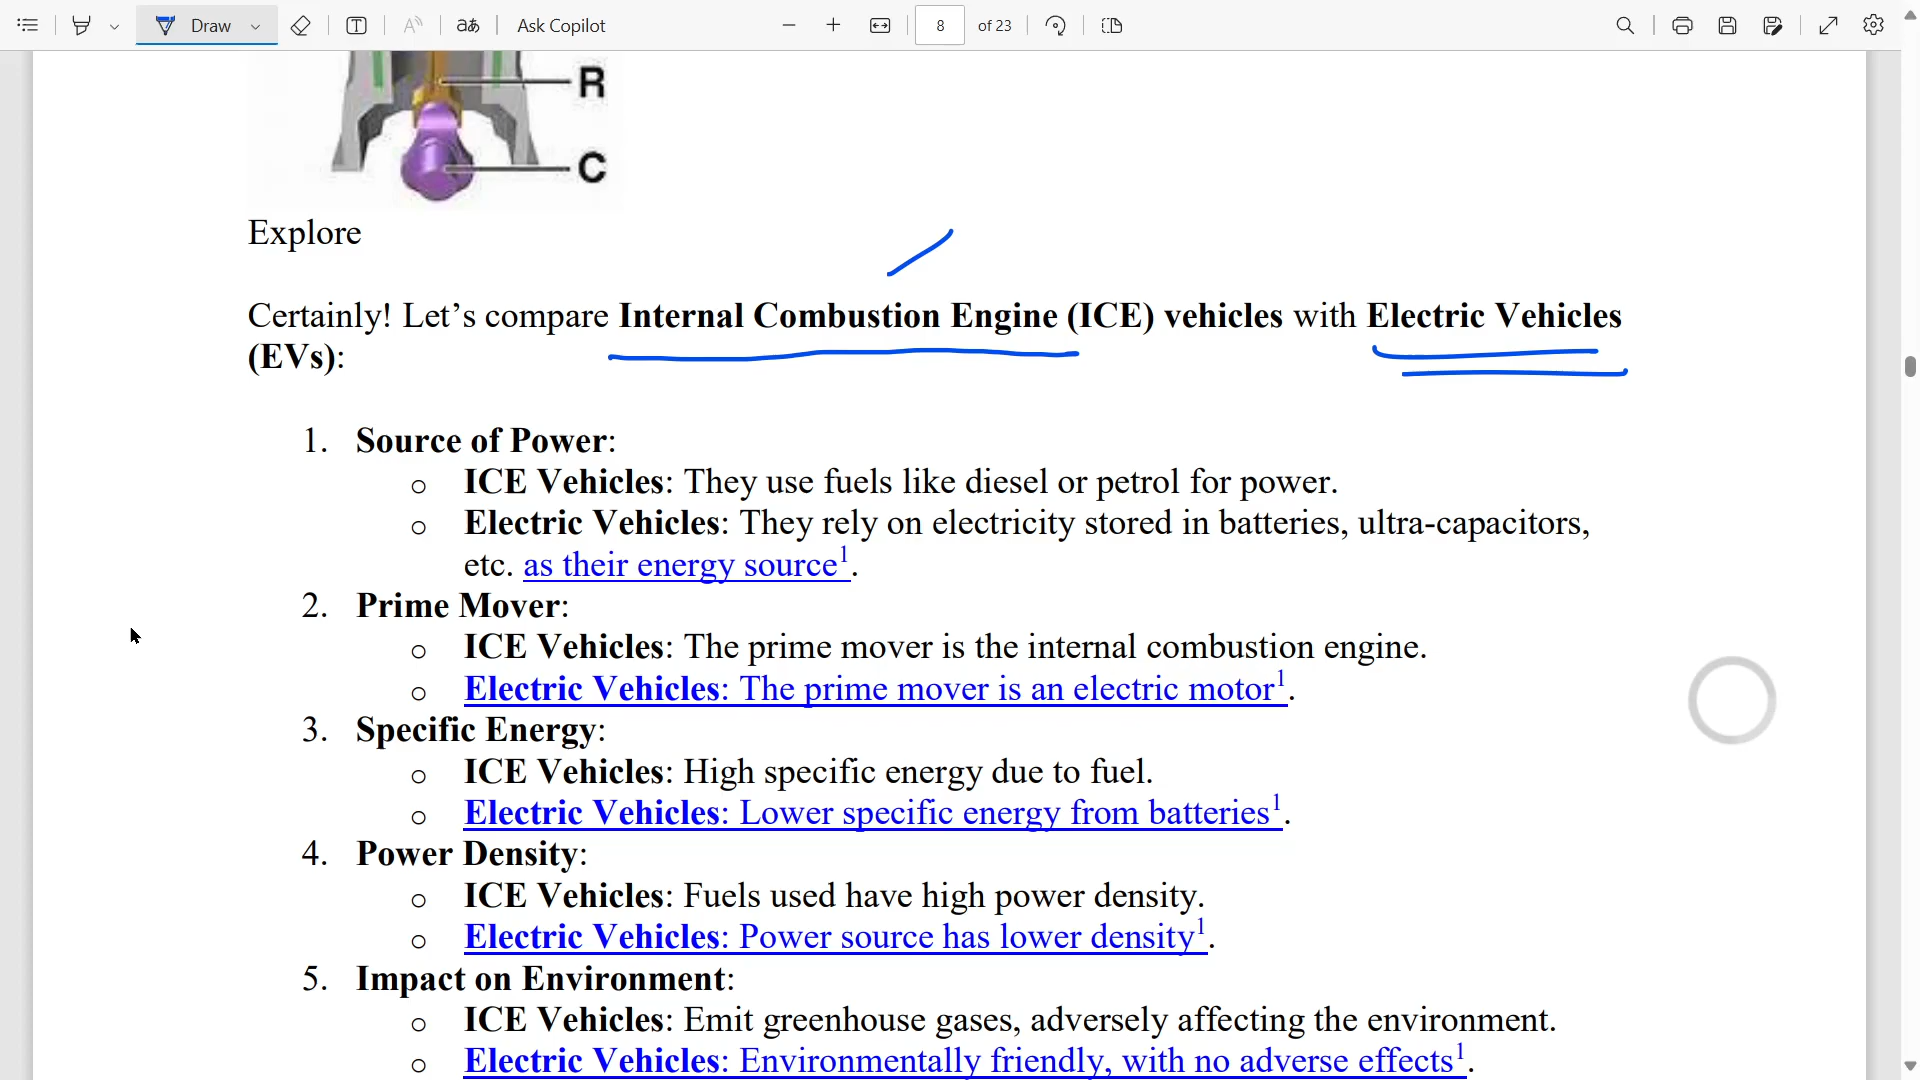 Draw
Ask Copilot
8 of 23
R
C
Explore
Certainly! Let’s compare Internal Combustion Engine (ICE) vehicles with Electric Vehicles
(EVs):
1. Source of Power:
o ICE Vehicles: They use fuels like diesel or petrol for power.
o Electric Vehicles: They rely on electricity stored in batteries, ultra-capacitors,
etc. as their energy source1.
2. Prime Mover:
o ICE Vehicles: The prime mover is the internal combustion engine.
o Electric Vehicles: The prime mover is an electric motor1.
3. Specific Energy:
o ICE Vehicles: High specific energy due to fuel.
o Electric Vehicles: Lower specific energy from batteries1.
4. Power Density:
o ICE Vehicles: Fuels used have high power density.
o Electric Vehicles: Power source has lower density1.
5. Impact on Environment:
o ICE Vehicles: Emit greenhouse gases, adversely affecting the environment.
o Electric Vehicles: Environmentally friendly, with no adverse effects1.